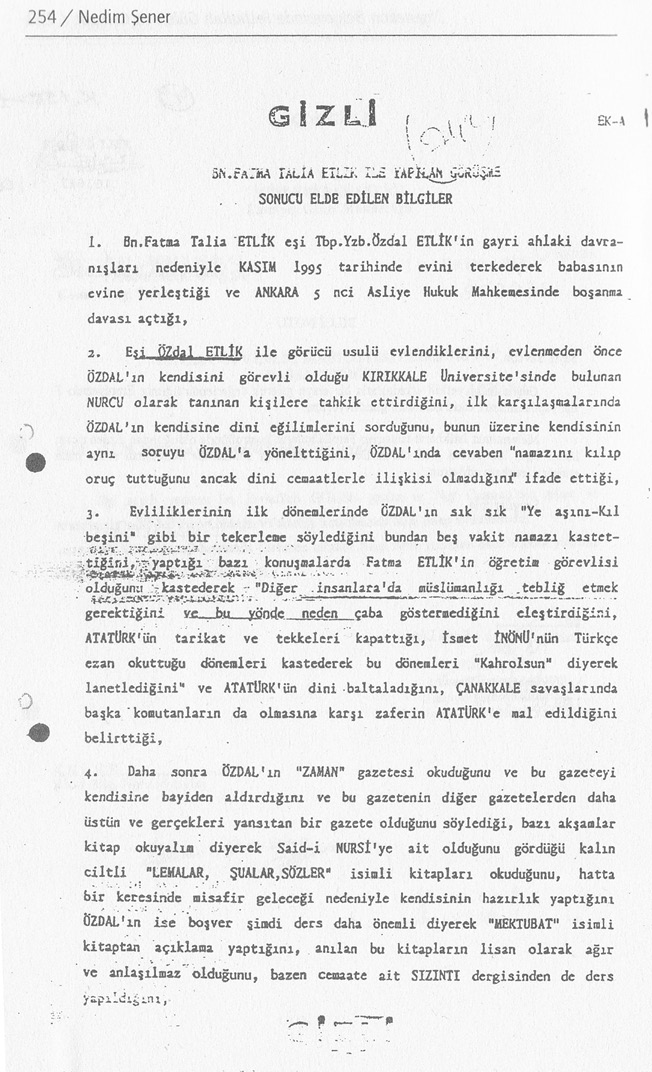 254 / Nedim Şener
GİZLİ
EK-A
BN.FATMA TALİA ETLİK İLE YAPILAN GÖRÜŞME
SONUCU ELDE EDİLEN BİLGİLER
1. Bn.Fatma Talia ETLİK eşi Tbp.Yzb.Özdal ETLİK'in gayri ahlaki davra-
nışları nedeniyle KASIM 1995 tarihinde evini terkederek babasının
evine yerleştiği ve ANKARA 5 nci Asliye Hukuk Mahkemesinde boşanma
davası açtığı,
2. Eşi ÖZdal ETLİK ile görücü usulü evlendiklerini, evlenmeden önce
ÖZDAL'ın kendisini görevli olduğu KIRIKKALE Üniversite'sinde bulunan
NURCU olarak tanınan kişilere tahkik ettirdiğini, ilk karşılaşmalarında
ÖZDAL'ın kendisine dini eğilimlerini sorduğunu, bunun üzerine kendisinin
aynı soruyu ÖZDAL'a yönelttiğini, ÖZDAL'ında cevaben "namazını kılıp
oruç tuttuğunu ancak dini cemaatlerle ilişkisi olmadığını" ifade ettiği,
3. Evliliklerinin ilk dönemlerinde ÖZDAL'ın sık sık "Ye aşını-Kıl
beşini" gibi bir tekerleme söylediğini bundan beş vakit namazı kastet-
tiğini, yaptığı bazı konuşmalarda Fatma ETLİK'in öğretim görevlisi
olduğunu kastederek "Diğer insanlara'da müslümanlığı tebliğ etmek
gerektiğini ve bu yönde neden çaba göstermediğini eleştirdiğini,
ATATÜRK'ün tarikat ve tekkeleri kapattığı, İsmet İNÖNÜ'nün Türkçe
ezan okuttuğu dönemleri kastederek bu dönemleri "Kahrolsun" diyerek
lanetlediğini" ve ATATÜRK'ün dini baltaladığını, ÇANAKKALE savaşlarında
başka komutanların da olmasına karşı zaferin ATATÜRK'e mal edildiğini
belirttiği,
4. Daha sonra ÖZDAL'ın "ZAMAN" gazetesi okuduğunu ve bu gazeteyi
kendisine bayiden aldırdığını ve bu gazetenin diğer gazetelerden daha
üstün ve gerçekleri yansıtan bir gazete olduğunu söylediği, bazı akşamlar
kitap okuyalım diyerek Said-i NURSİ'ye ait olduğunu gördüğü kalın
ciltli "LEMALAR, ŞUALAR,SÖZLER" isimli kitapları okuduğunu, hatta
bir keresinde misafir geleceği nedeniyle kendisinin hazırlık yaptığını
ÖZDAL'ın ise boşver şimdi ders daha önemli diyerek "MEKTUBAT" isimli
kitaptan açıklama yaptığını, anılan bu kitapların lisan olarak ağır
ve anlaşılmaz olduğunu, bazen cemaate ait SIZINTI dergisinden de ders
yapıldığını,
GİZLİ